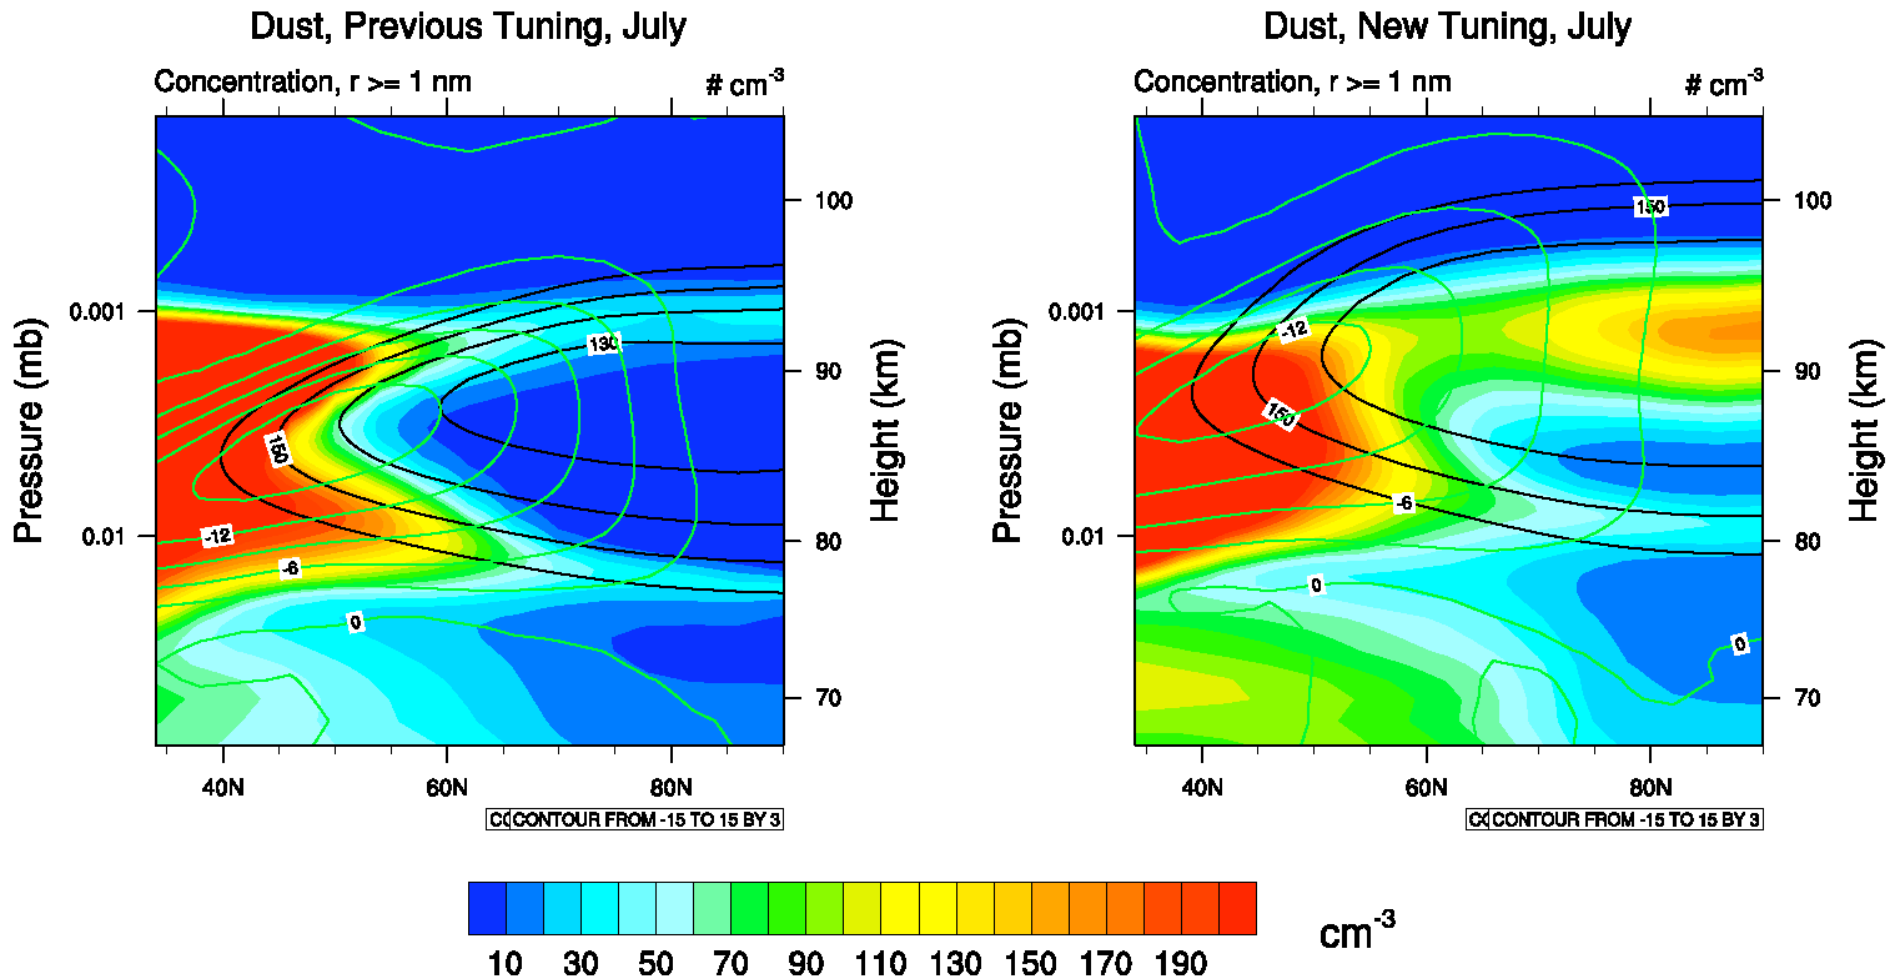 Dust, Previous Tuning, July
Concentration, r >= 1 nm
# cm-3
Pressure (mb)
0.001
0.01
100
90
80
70
Height (km)
130
150
-12
-6
0
40N
60N
80N
CONTOUR FROM -15 TO 15 BY 3
Dust, New Tuning, July
Concentration, r >= 1 nm
# cm-3
Pressure (mb)
0.001
0.01
100
90
80
70
Height (km)
150
-12
150
-6
0
0
40N
60N
80N
CONTOUR FROM -15 TO 15 BY 3
10 30 50 70 90 110 130 150 170 190
cm-3